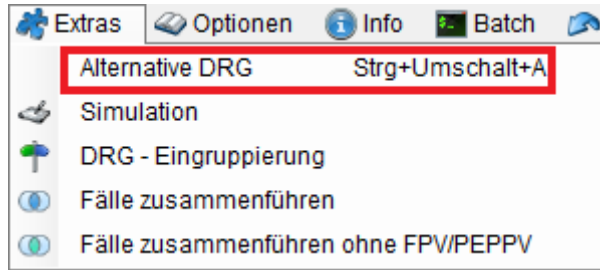 Extras Optionen Info Batch
Alternative DRG Strg+Umschalt+A
Simulation
DRG - Eingruppierung
Fälle zusammenführen
Fälle zusammenführen ohne FPV/PEPPV